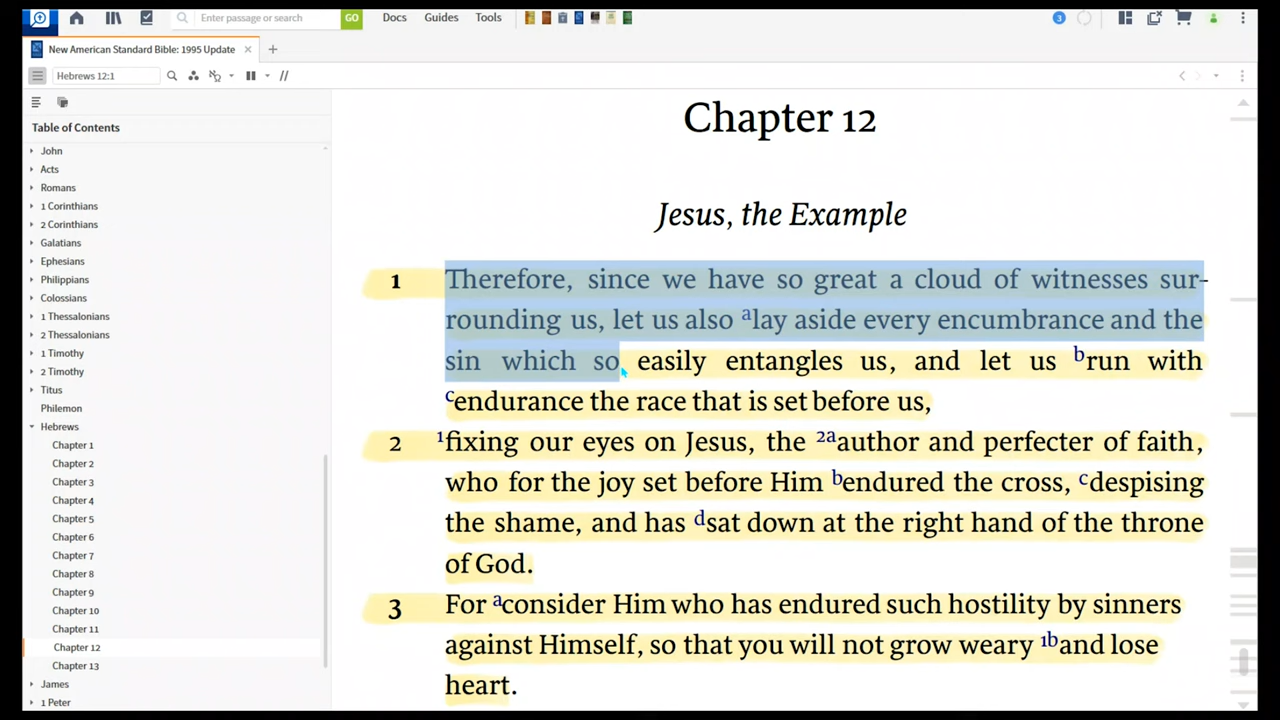 Enter passage or search
GO
Docs
Guides
Tools
3
New American Standard Bible: 1995 Update
Hebrews 12:1
Table of Contents
John
Acts
Romans
1 Corinthians
2 Corinthians
Galatians
Ephesians
Philippians
Colossians
1 Thessalonians
2 Thessalonians
1 Timothy
2 Timothy
Titus
Philemon
Hebrews
Chapter 1
Chapter 2
Chapter 3
Chapter 4
Chapter 5
Chapter 6
Chapter 7
Chapter 8
Chapter 9
Chapter 10
Chapter 11
Chapter 12
Chapter 13
James
1 Peter
Chapter 12
Jesus, the Example
1 Therefore, since we have so great a cloud of witnesses sur-
rounding us, let us also alay aside every encumbrance and the
sin which so easily entangles us, and let us brun with
cendurance the race that is set before us,
2 1fixing our eyes on Jesus, the 2aauthor and perfecter of faith,
who for the joy set before Him bendured the cross, cdespising
the shame, and has dsat down at the right hand of the throne
of God.
3 For aconsider Him who has endured such hostility by sinners
against Himself, so that you will not grow weary 1band lose
heart.